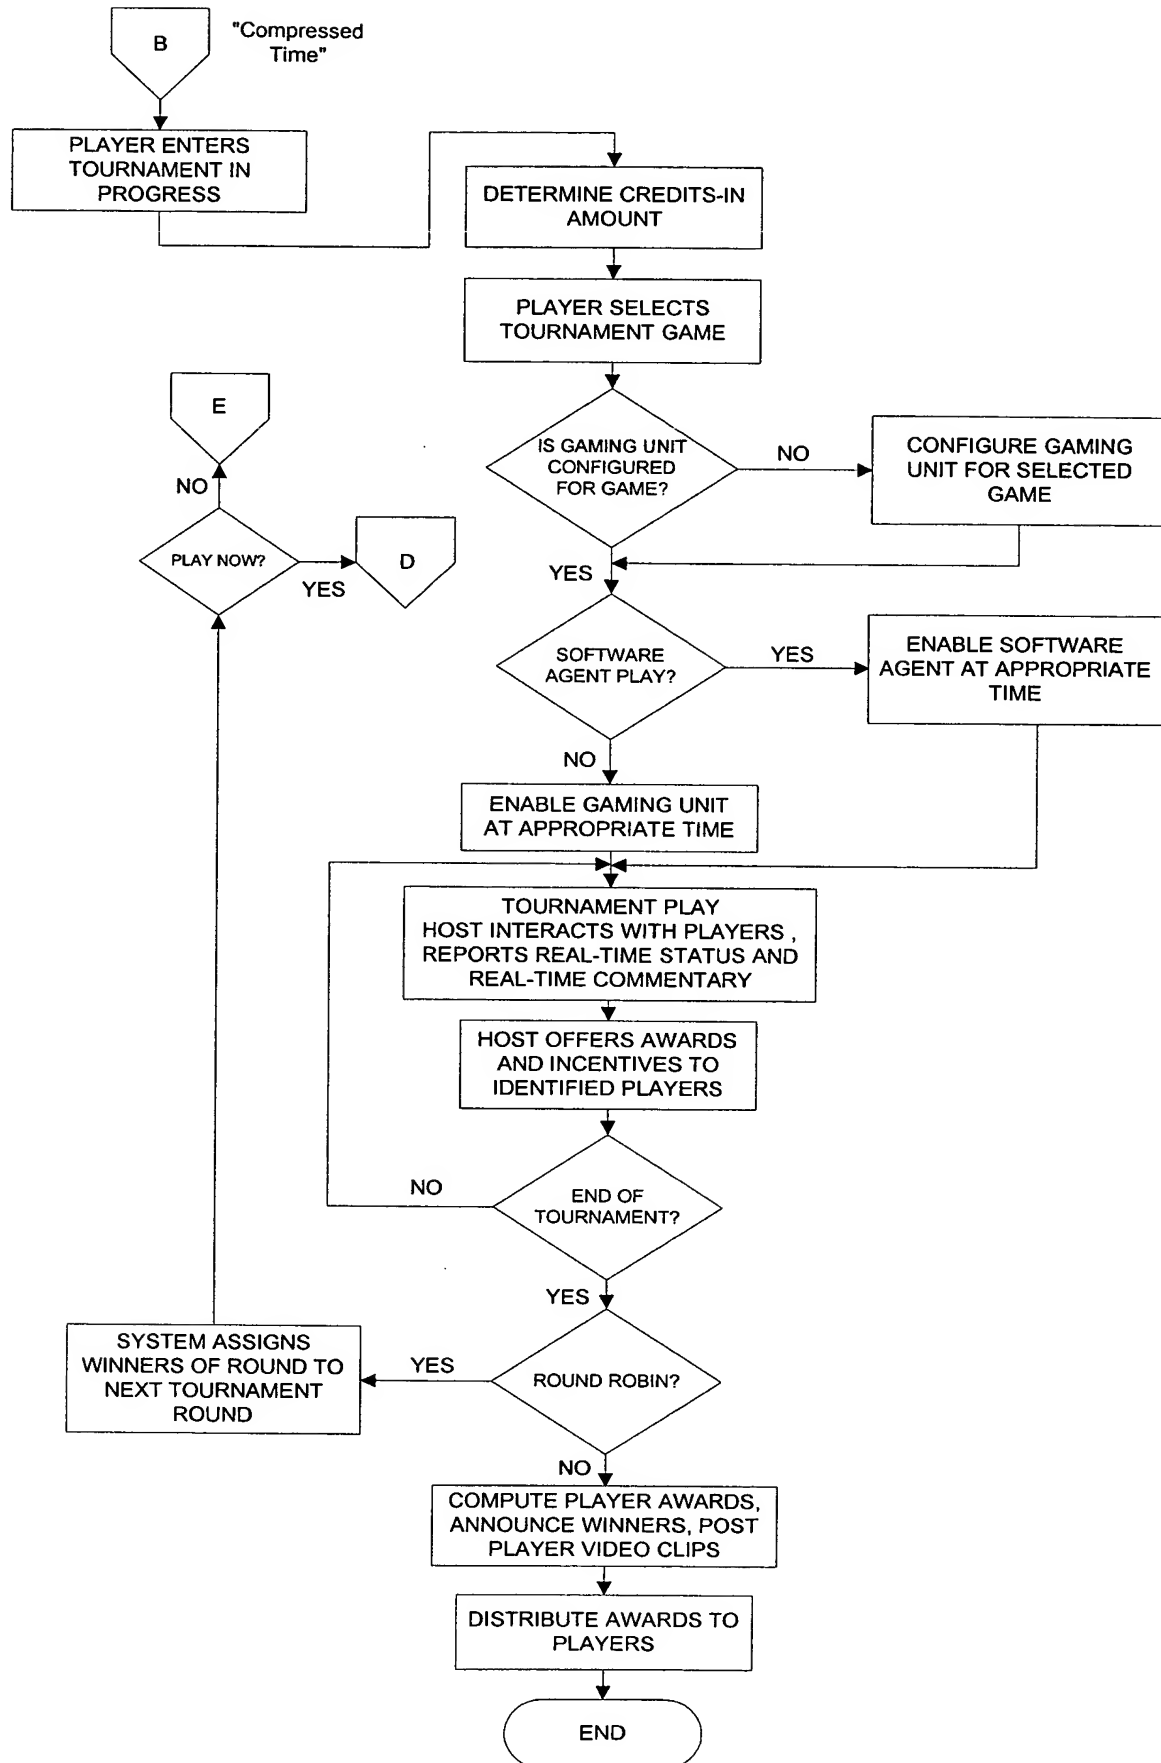 B
"Compressed
Time"
PLAYER ENTERS
TOURNAMENT IN
PROGRESS
DETERMINE CREDITS-IN
AMOUNT
PLAYER SELECTS
TOURNAMENT GAME
E
IS GAMING UNIT
CONFIGURED
FOR GAME?
NO
CONFIGURE GAMING
UNIT FOR SELECTED
GAME
NO
PLAY NOW?
YES
D
YES
SOFTWARE
AGENT PLAY?
YES
ENABLE SOFTWARE
AGENT AT APPROPRIATE
TIME
NO
ENABLE GAMING UNIT
AT APPROPRIATE TIME
TOURNAMENT PLAY
HOST INTERACTS WITH PLAYERS ,
REPORTS REAL-TIME STATUS AND
REAL-TIME COMMENTARY
HOST OFFERS AWARDS
AND INCENTIVES TO
IDENTIFIED PLAYERS
NO
END OF
TOURNAMENT?
YES
SYSTEM ASSIGNS
WINNERS OF ROUND TO
NEXT TOURNAMENT
ROUND
YES
ROUND ROBIN?
NO
COMPUTE PLAYER AWARDS,
ANNOUNCE WINNERS, POST
PLAYER VIDEO CLIPS
DISTRIBUTE AWARDS TO
PLAYERS
END